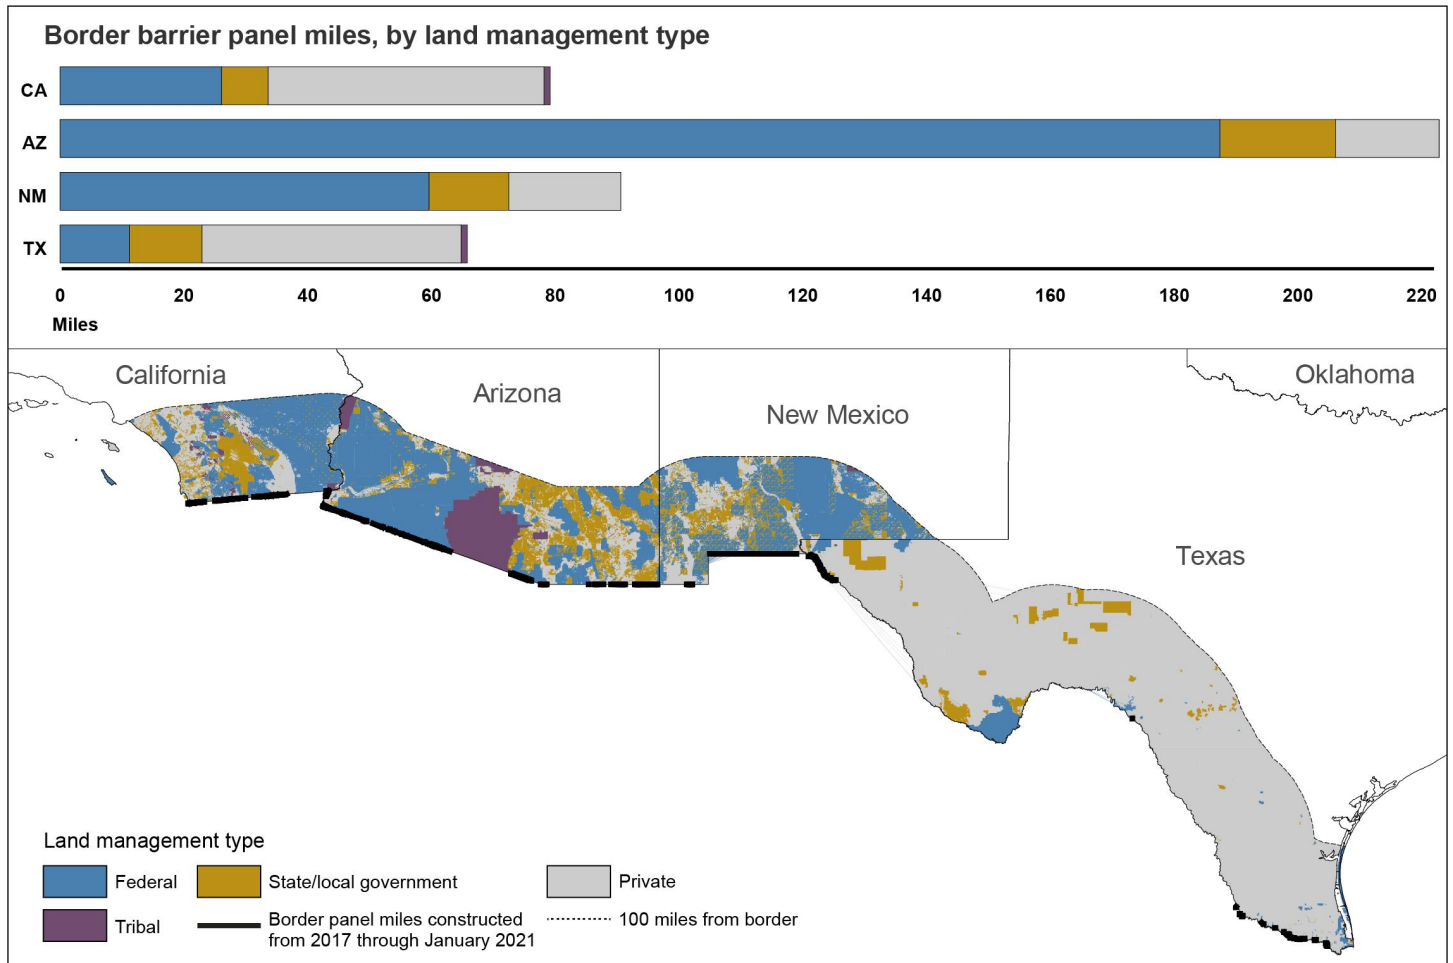 Border barrier panel miles, by land management type
CA
AZ
NM
TX
0 20 40 60 80 100 120 140 160 180 200 220
Miles
California
Arizona
New Mexico
Oklahoma
Texas
Land management type
Federal
State/local government
Private
Tribal
Border panel miles constructed
from 2017 through January 2021
100 miles from border